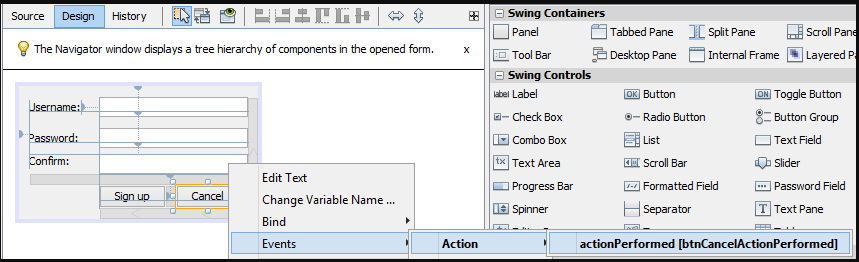 Source Design History
The Navigator window displays a tree hierarchy of components in the opened form. x
Username:
Password:
Confirm:
Sign up Cancel
Edit Text
Change Variable Name ...
Bind
Events
Action
actionPerformed [btnCancelActionPerformed]
Swing Containers
Panel Tabbed Pane Split Pane Scroll Pan
Tool Bar Desktop Pane Internal Frame Layered Pa
Swing Controls
label Label OK Button ON Toggle Button
Check Box Radio Button Button Group
Combo Box List Text Field
tx Text Area Scroll Bar Slider
Progress Bar Formatted Field Password Field
Spinner Separator T Text Pane